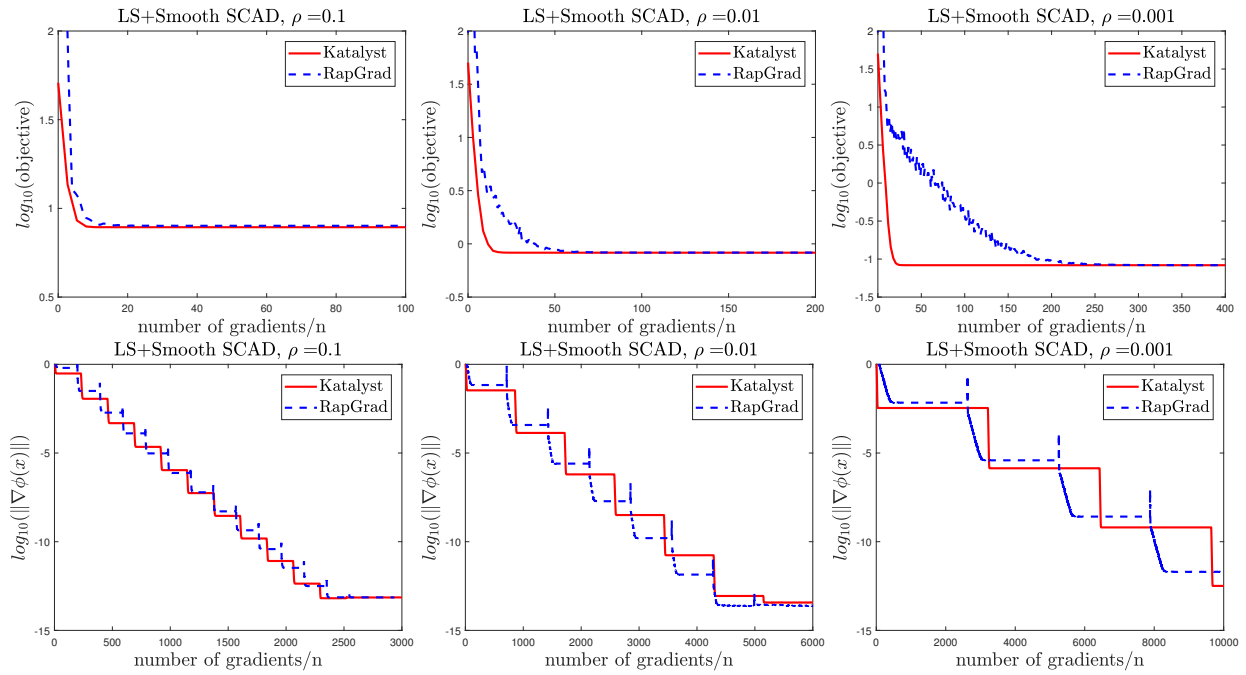 LS+Smooth SCAD, ρ =0.1
log₁₀(objective)
2
1.5
1
0.5
0 20 40 60 80 100
number of gradients/n
Katalyst
RapGrad
LS+Smooth SCAD, ρ =0.01
log₁₀(objective)
2
1.5
1
0.5
0
-0.5
0 50 100 150 200
number of gradients/n
Katalyst
RapGrad
LS+Smooth SCAD, ρ =0.001
log₁₀(objective)
2
1.5
1
0.5
0
-0.5
-1
-1.5
0 50 100 150 200 250 300 350 400
number of gradients/n
Katalyst
RapGrad
LS+Smooth SCAD, ρ =0.1
log₁₀(||∇ϕ(x)||)
0
-5
-10
-15
0 500 1000 1500 2000 2500 3000
number of gradients/n
Katalyst
RapGrad
LS+Smooth SCAD, ρ =0.01
log₁₀(||∇ϕ(x)||)
0
-5
-10
-15
0 1000 2000 3000 4000 5000 6000
number of gradients/n
Katalyst
RapGrad
LS+Smooth SCAD, ρ =0.001
log₁₀(||∇ϕ(x)||)
0
-5
-10
-15
0 2000 4000 6000 8000 10000
number of gradients/n
Katalyst
RapGrad